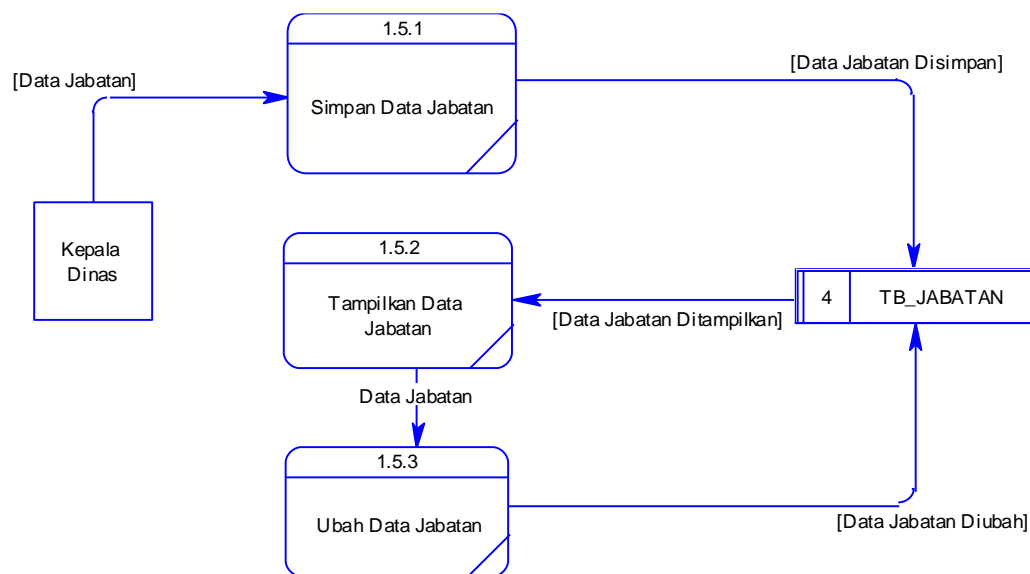 1.5.1
[Data Jabatan Disimpan]
[Data Jabatan]
Simpan Data Jabatan
Kepala
Dinas
1.5.2
Tampilkan Data
Jabatan
4
TB_JABATAN
[Data Jabatan Ditampilkan]
Data Jabatan
1.5.3
Ubah Data Jabatan
[Data Jabatan Diubah]